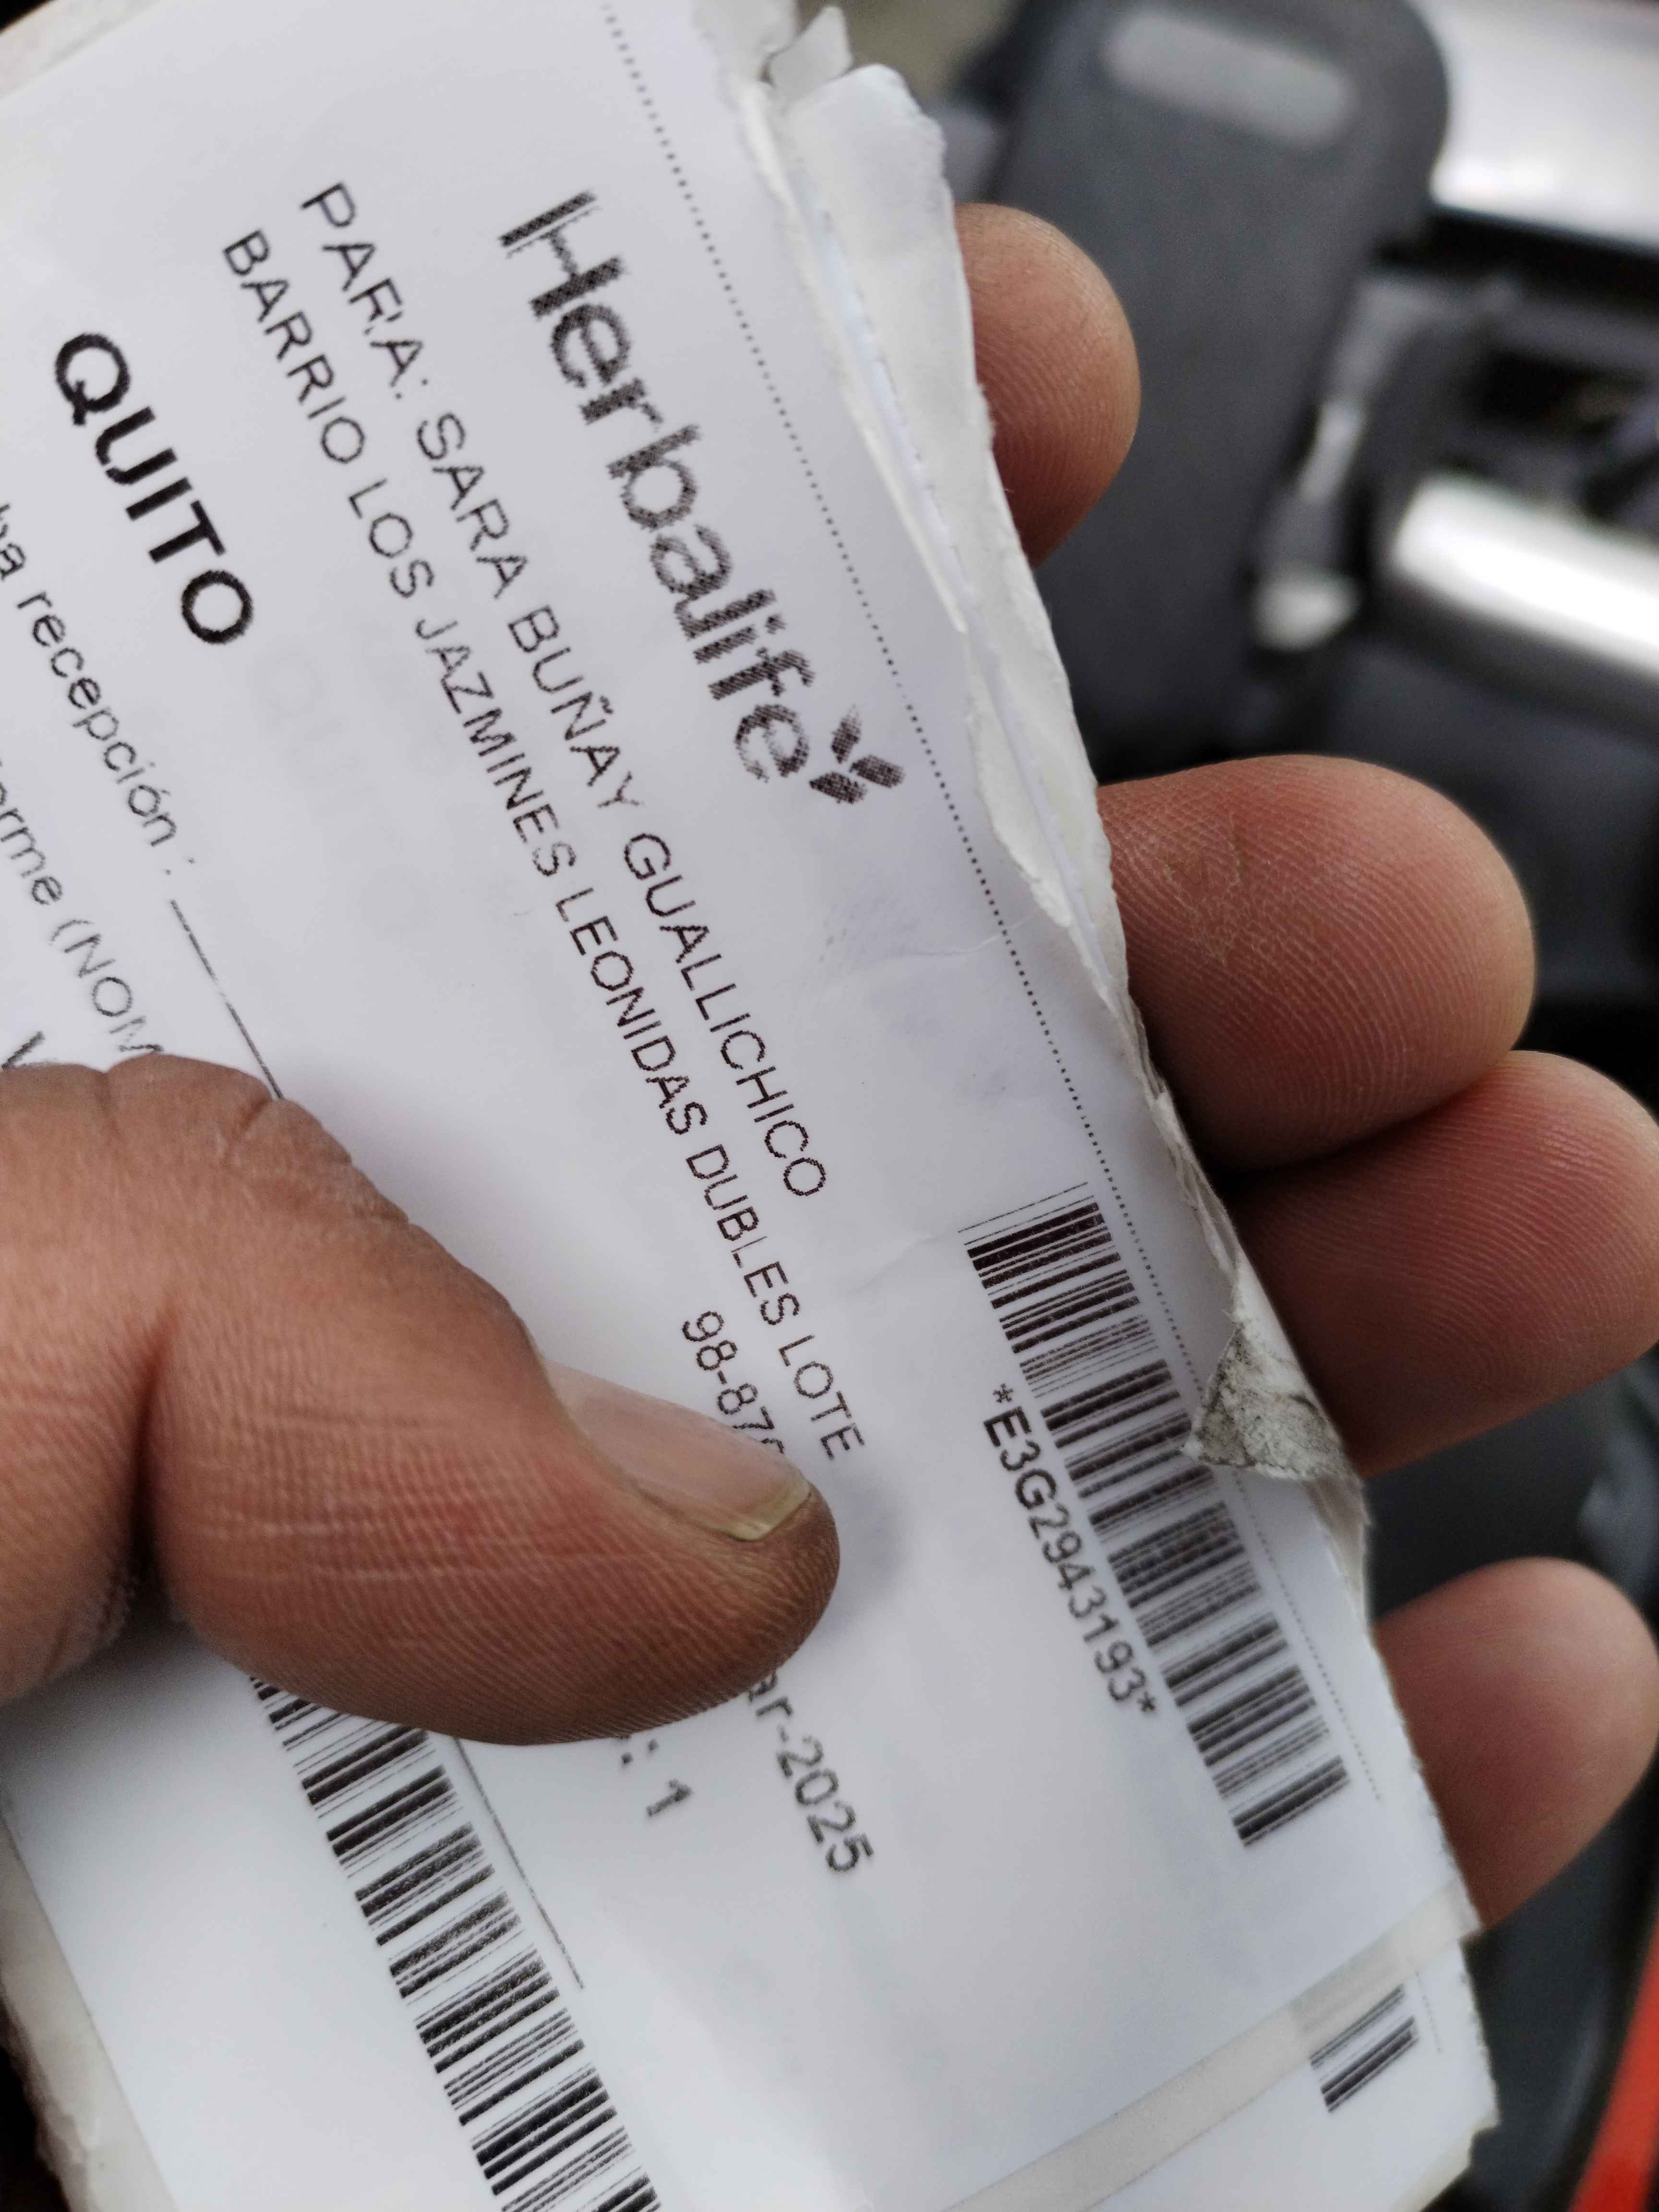 Herbalife
*E3G2943193*
PARA: SARA BUÑAY GUALLICHICO
BARRIO LOS JAZMINES LEONIDAS DUBLES LOTE
98-87
QUITO
ar-2025
: 1
recepción :
(NOM